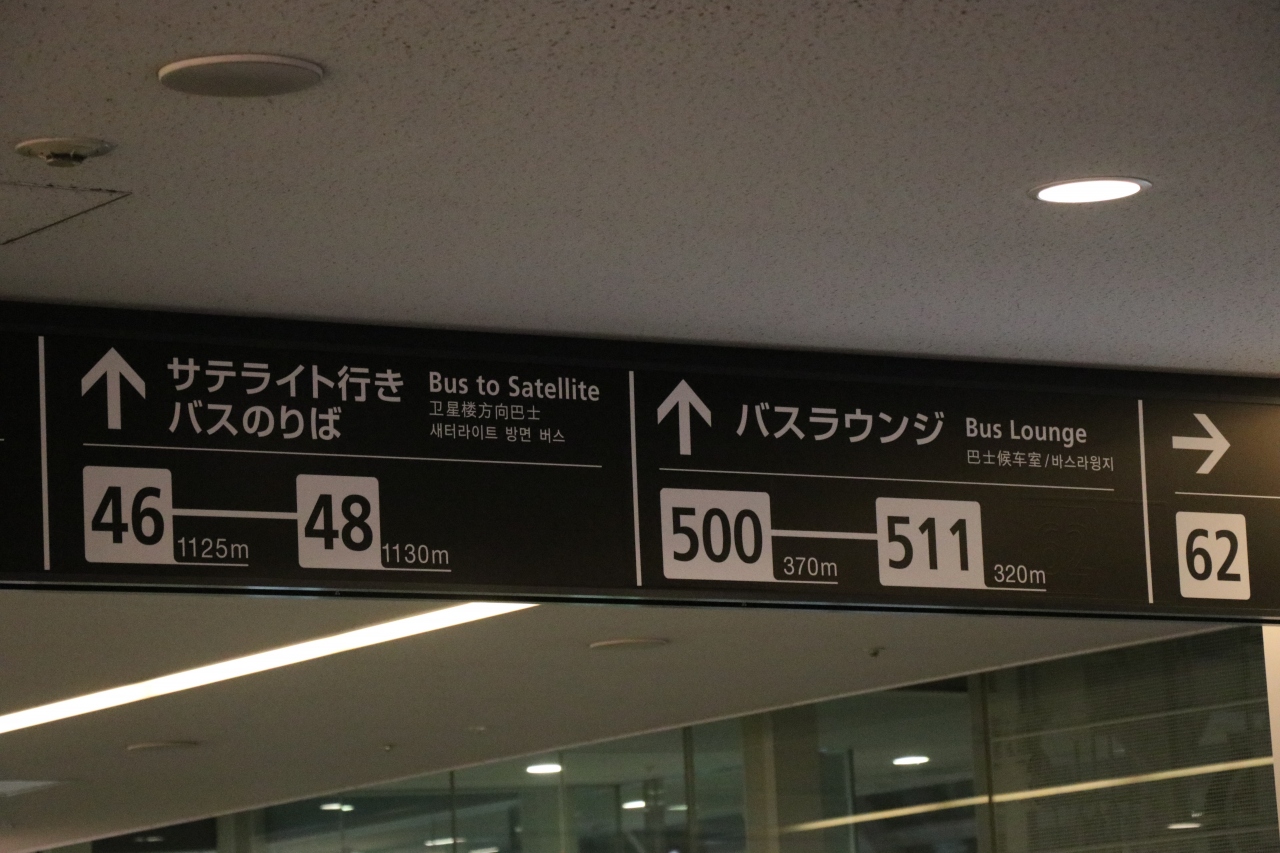 サテライト行き
バスのりば
Bus to Satellite
卫星楼方向巴士
새터라이트 방면 버스
46 1125m 48 1130m
バスラウンジ
Bus Lounge
巴士候车室/바스라윙지
500 370m 511 320m
62